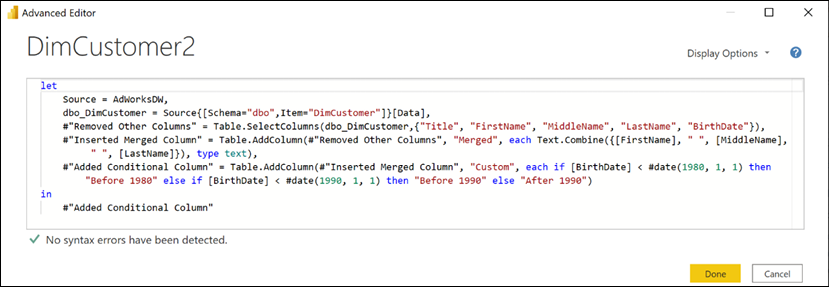 Advanced Editor
DimCustomer2
Display Options
?
let
Source = AdWorksDW,
dbo_DimCustomer = Source{[Schema="dbo",Item="DimCustomer"]}[Data],
#"Removed Other Columns" = Table.SelectColumns(dbo_DimCustomer,{"Title", "FirstName", "MiddleName", "LastName", "BirthDate"}),
#"Inserted Merged Column" = Table.AddColumn(#"Removed Other Columns", "Merged", each Text.Combine({[FirstName], " ", [MiddleName],
" ", [LastName]}), type text),
#"Added Conditional Column" = Table.AddColumn(#"Inserted Merged Column", "Custom", each if [BirthDate] < #date(1980, 1, 1) then
"Before 1980" else if [BirthDate] < #date(1990, 1, 1) then "Before 1990" else "After 1990")
in
#"Added Conditional Column"
No syntax errors have been detected.
Done
Cancel